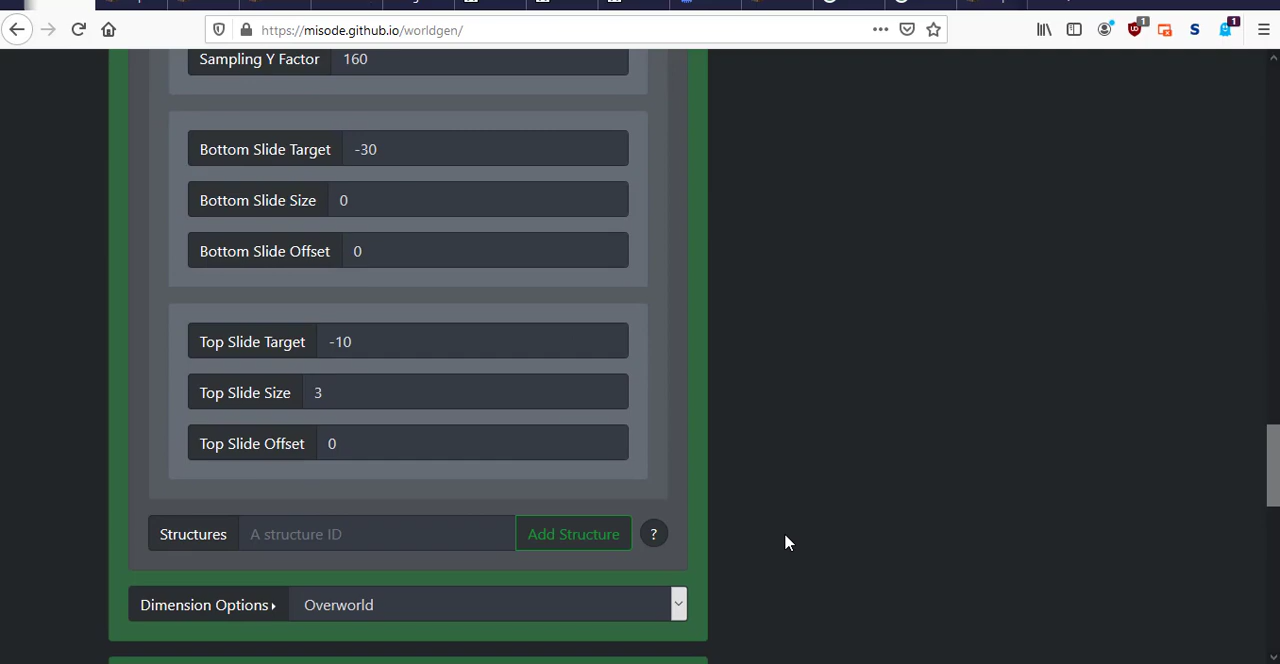 https://misode.github.io/worldgen/
1
1
Sampling Y Factor 160
Bottom Slide Target -30
Bottom Slide Size 0
Bottom Slide Offset 0
Top Slide Target -10
Top Slide Size 3
Top Slide Offset 0
Structures A structure ID Add Structure ?
Dimension Options Overworld